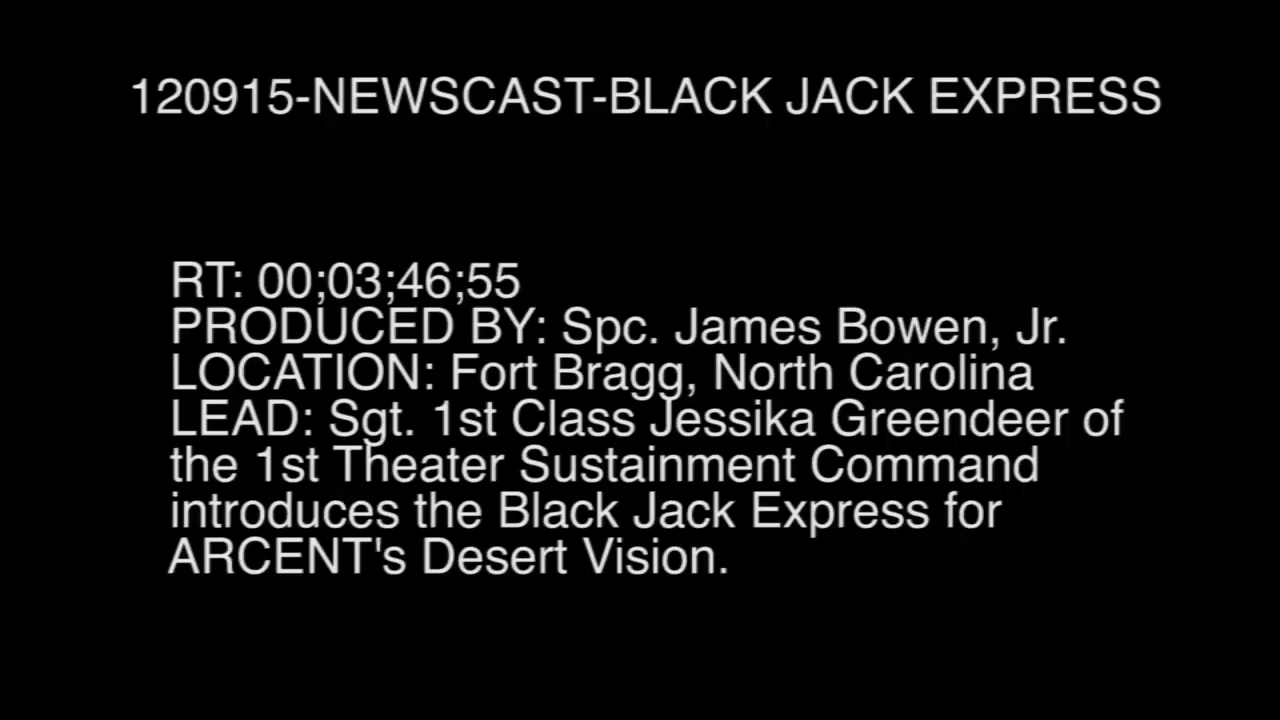 120915-NEWSCAST-BLACK JACK EXPRESS
RT: 00;03;46;55
PRODUCED BY: Spc. James Bowen, Jr.
LOCATION: Fort Bragg, North Carolina
LEAD: Sgt. 1st Class Jessika Greendeer of
the 1st Theater Sustainment Command
introduces the Black Jack Express for
ARCENT's Desert Vision.